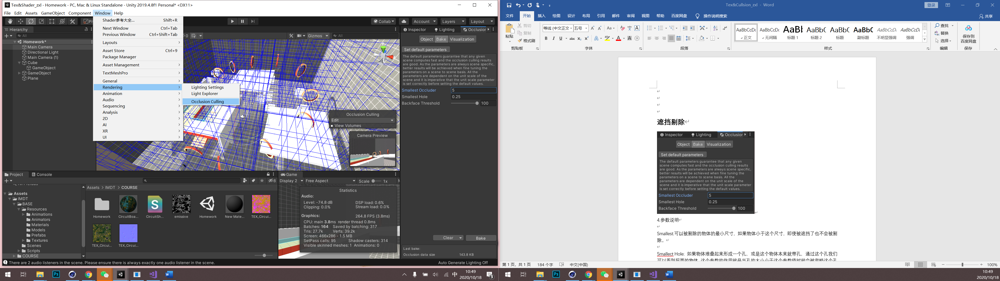 Tex&Shader_zxl - Homework - PC, Mac & Linux Standalone - Unity 2019.4.8f1 Personal* <DX11>
File Edit Assets GameObject Component Window Help
Collab Account Layers Layout
Hierarchy
All
Homework*
Main Camera
Directional Light
Main Camera (1)
Cube
GameObject
GameObject
Plane
Shader参考大全... Shift+R
Next Window Ctrl+Tab
Previous Window Ctrl+Shift+Tab
Layouts
Asset Store Ctrl+9
Package Manager
Asset Management
TextMeshPro
General
Rendering
Animation
Audio
Sequencing
Analysis
2D
AI
XR
UI
Lighting Settings
Light Explorer
Occlusion Culling
0 Gizmos All
Occlusion Culling
Edit
View Volumes
Camera Preview
Inspector Lighting Occlusion
Object Bake Visualization
Set default parameters
The default parameters guarantee that any given
scene computes fast and the occlusion culling results
are good. As the parameters are always scene specific,
better results will be achieved when fine tuning the
parameters on a scene to scene basis. All the
parameters are dependent on the unit scale of the
scene and it is imperative that the unit scale parameter
is set correctly before setting the default values.
Smallest Occluder 5
Smallest Hole 0.25
Backface Threshold 100
Clear Bake
Last bake:
Occlusion data size 143.8 KB
Project Console
8
Assets
IMDT
BASE
Resources
Animations
Animators
Materials
Models
Prefabs
Textures
Scenes
Scripts
COURSE
Assets > IMDT > COURSE
Homework CircuitBoa... CircuitSh... emissive Homework New Mate... TEX_Circui...
TEX_Circui... TEX_Circui...
Game
Display 2 Free Aspect Scale 1x
Statistics
Audio:
Level: -74.8 dB DSP load: 0.6%
Clipping: 0.0% Stream load: 0.0%
Graphics: 264.8 FPS (3.8ms)
CPU: main 3.8ms render thread 0.8ms
Batches: 164 Saved by batching: 317
Tris: 27.7k Verts: 39.2k
Screen: 466x286 - 1.5 MB
SetPass calls: 95 Shadow casters: 314
Visible skinned meshes: 1 Animations: 0
There are 2 audio listeners in the scene. Please ensure there is always exactly one audio listener in the scene.
Auto Generate Lighting Off
中 10:49
2020/10/18
3
Tex&Cullsion_zxl - Word
登录
文件 开始 插入 绘图 设计 布局 引用 邮件 审阅 视图 帮助 百度网盘 操作说明搜索 共享
粘贴 剪切
复制
格式刷
剪贴板
等线 (中文正文) 五号
字体
段落
AaBbCcDc 正文
AaBbCcDc 无间隔
AaBb 标题 1
AaBbC 标题 2
AaBbC 标题
AaBbC 副标题
AaBbCcDc 不明显强调
AaBbCcDc 强调
样式
查找
替换
选择
编辑
保存到
百度网盘
保存
遮挡剔除
Inspector Lighting Occlusion
Object Bake Visualization
Set default parameters
The default parameters guarantee that any given
scene computes fast and the occlusion culling results
are good. As the parameters are always scene specific,
better results will be achieved when fine tuning the
parameters on a scene to scene basis. All the
parameters are dependent on the unit scale of the
scene and it is imperative that the unit scale parameter
is set correctly before setting the default values.
Smallest Occluder 5
Smallest Hole 0.25
Backface Threshold 100
4.参数说明
Smallest:可以被剔除的物体的最小尺寸，如果物体小于这个尺寸，即使被遮挡了也不会被剔
除。
Smallect Hole: 如果物体堆叠起来形成一个孔，或是这个物体本来就带孔，通过这个孔我们
可以看到后面的物体,这个参数的作用就是当孔的大小小于这个参数值时就会被忽略这个孔
第 1 页，共 1 页 184 个字 中文(中国) 100%
10:49
2020/10/18